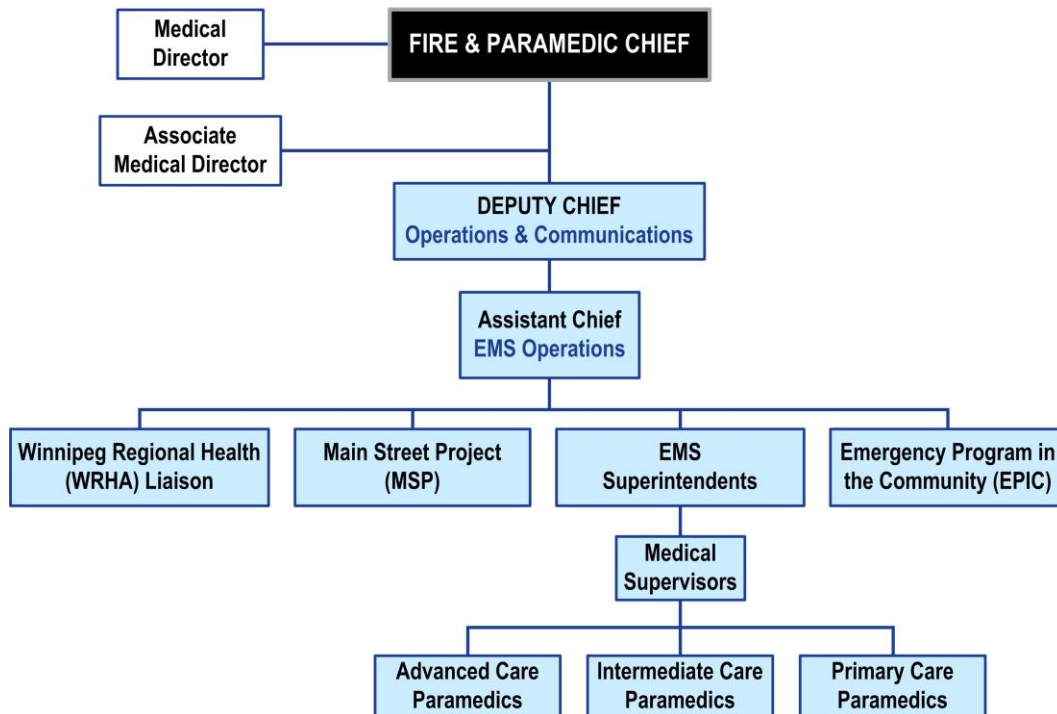 Medical
Director
FIRE & PARAMEDIC CHIEF
Associate
Medical Director
DEPUTY CHIEF
Operations & Communications
Assistant Chief
EMS Operations
Winnipeg Regional Health
(WRHA) Liaison
Main Street Project
(MSP)
EMS
Superintendents
Emergency Program in
the Community (EPIC)
Medical
Supervisors
Advanced Care
Paramedics
Intermediate Care
Paramedics
Primary Care
Paramedics